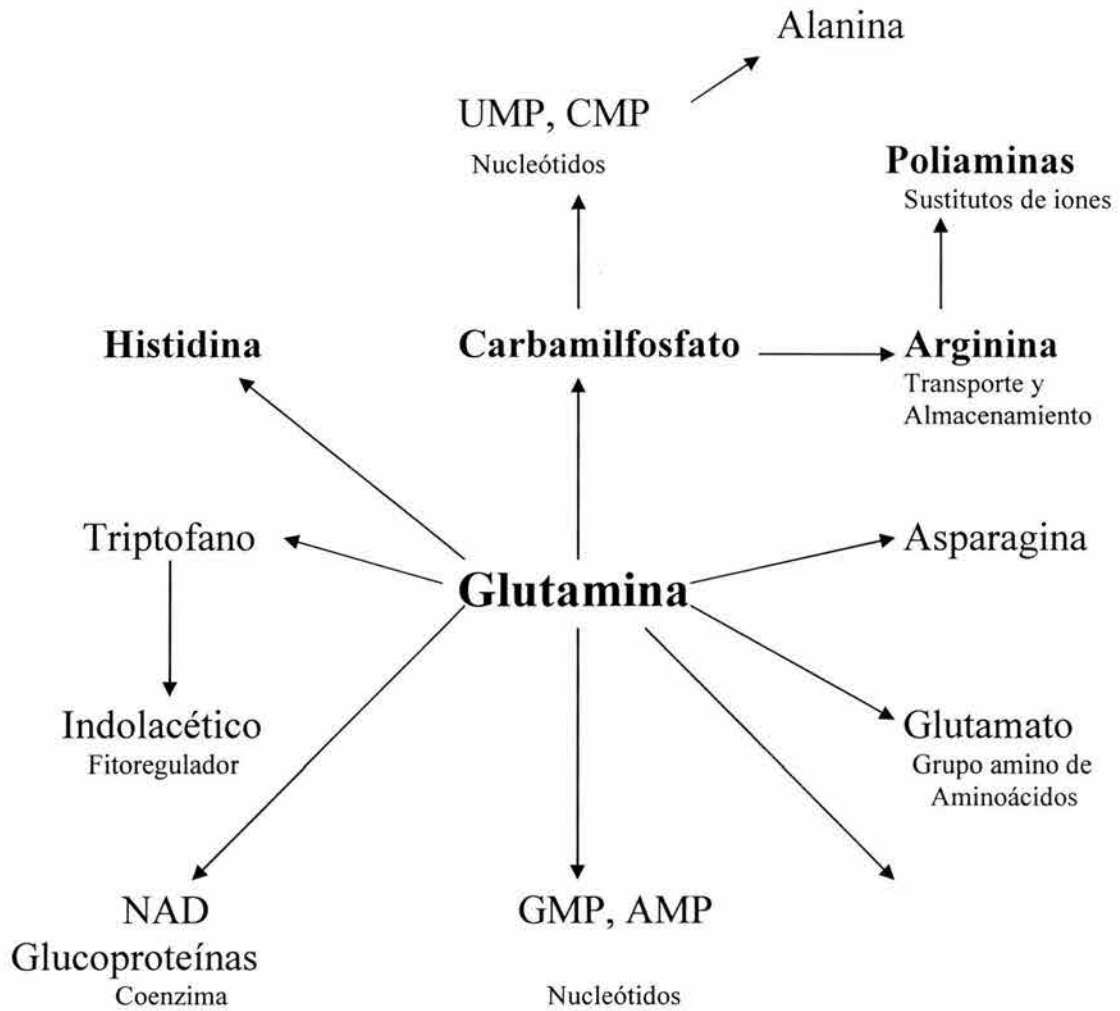 Alanina
UMP, CMP
Nucleótidos
Poliaminas
Sustitutos de iones
Histidina
Carbamilfosfato
Arginina
Transporte y
Almacenamiento
Triptofano
Asparagina
Glutamina
Indolacético
Fitoregulador
Glutamato
Grupo amino de
Aminoácidos
NAD
Glucoproteínas
Coenzima
GMP, AMP
Nucleótidos